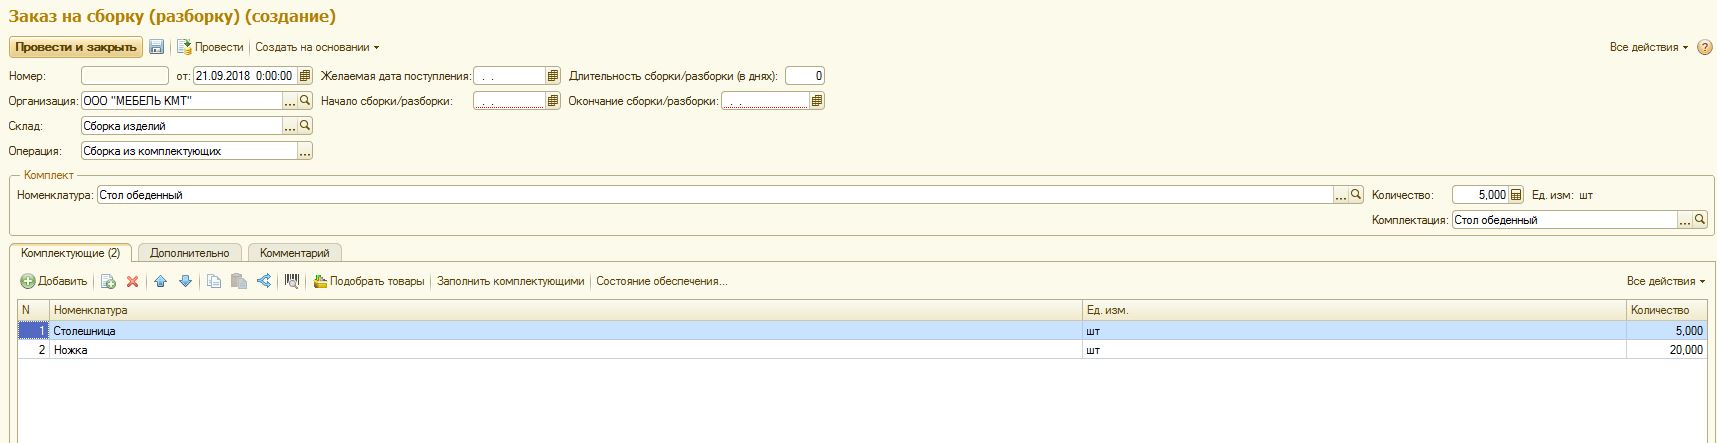 Заказ на сборку (разборку) (создание)
Провести и закрыть Провести Создать на основании Все действия ?
Номер: от: 21.09.2018 0:00:00 Желаемая дата поступления: . . Длительность сборки/разборки (в днях): 0
Организация: ООО "МЕБЕЛЬ КМТ" ... Начало сборки/разборки: . . Окончание сборки/разборки: . .
Склад: Сборка изделий ...
Операция: Сборка из комплектующих ...
Комплект
Номенклатура: Стол обеденный ... Количество: 5,000 Ед. изм: шт
Комплектация: Стол обеденный ...
Комплектующие (2) Дополнительно Комментарий
Добавить Подобрать товары Заполнить комплектующими Состояние обеспечения... Все действия
N Номенклатура Ед. изм. Количество
1 Столешница шт 5,000
2 Ножка шт 20,000